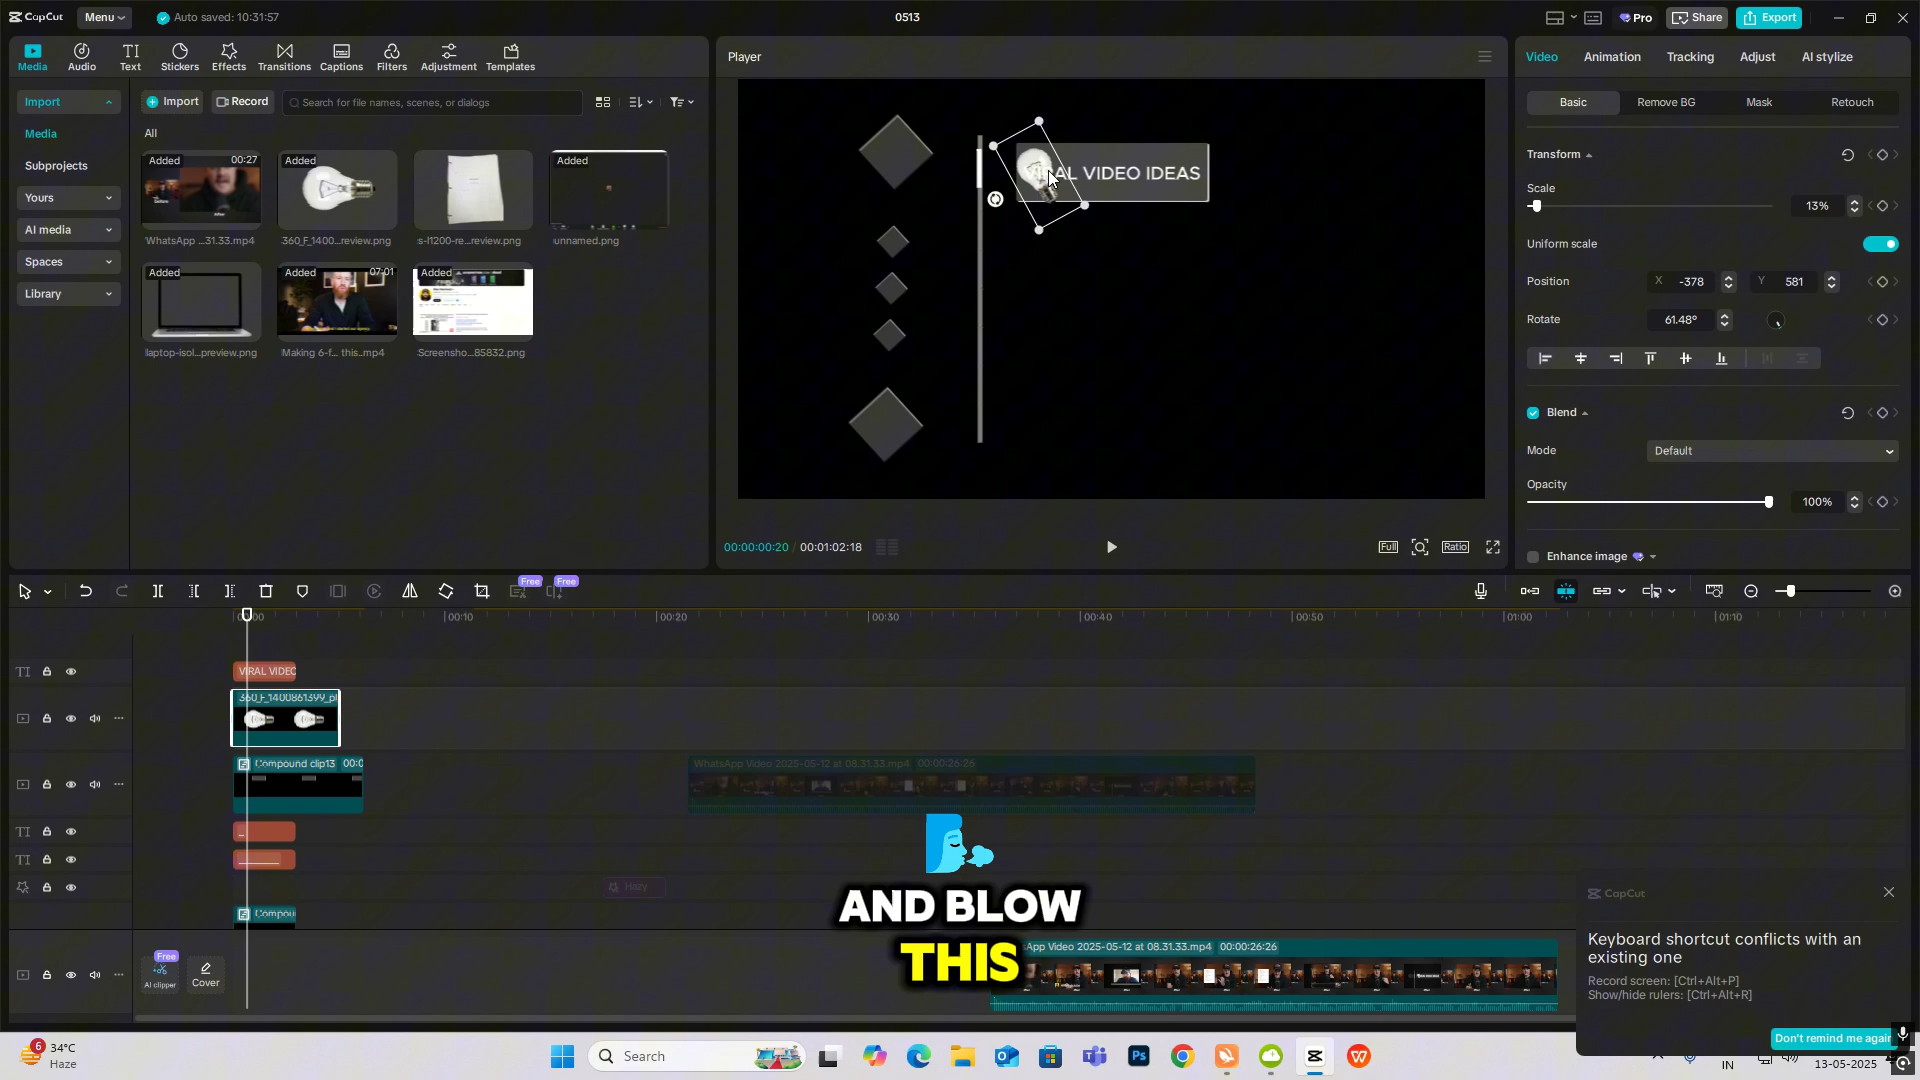 CapCut
Menu
Auto saved: 10:31:57
0513
Pro
Share
Export
Media
Audio
Text
Stickers
Effects
Transitions
Captions
Filters
Adjustment
Templates
Import
Media
Subprojects
Yours
AI media
Spaces
Library
Import
Record
Search for file names, scenes, or dialogs
All
Added
00:27
WhatsApp ...31.33.mp4
Added
360_F_1400...review.png
s-l1200-re...review.png
Added
unnamed.png
Added
laptop-isol...preview.png
Added
07:01
Making 6-f... this..mp4
Added
Screensho...85832.png
Player
VIRAL VIDEO IDEAS
00:00:00:20 / 00:01:02:18
Full
Ratio
Video
Animation
Tracking
Adjust
AI stylize
Basic
Remove BG
Mask
Retouch
Transform
Scale
13%
Uniform scale
Position
X -378
Y 581
Rotate
61.48°
Blend
Mode
Default
Opacity
100%
Enhance image
Free
Free
00:10
00:20
00:30
00:40
00:50
01:00
01:10
VIRAL VIDEO
360_F_1400861399_p
Compound clip13 00:0
WhatsApp Video 2025-05-12 at 08.31.33.mp4 00:00:26:26
Hazy
Compou
Free
AI clipper
Cover
App Video 2025-05-12 at 08.31.33.mp4 00:00:26:26
AND BLOW
THIS
CapCut
Keyboard shortcut conflicts with an
existing one
Record screen: [Ctrl+Alt+P]
Show/hide rulers: [Ctrl+Alt+R]
Don't remind me again
6
34°C
Haze
Search
Ps
IN
13-05-2025